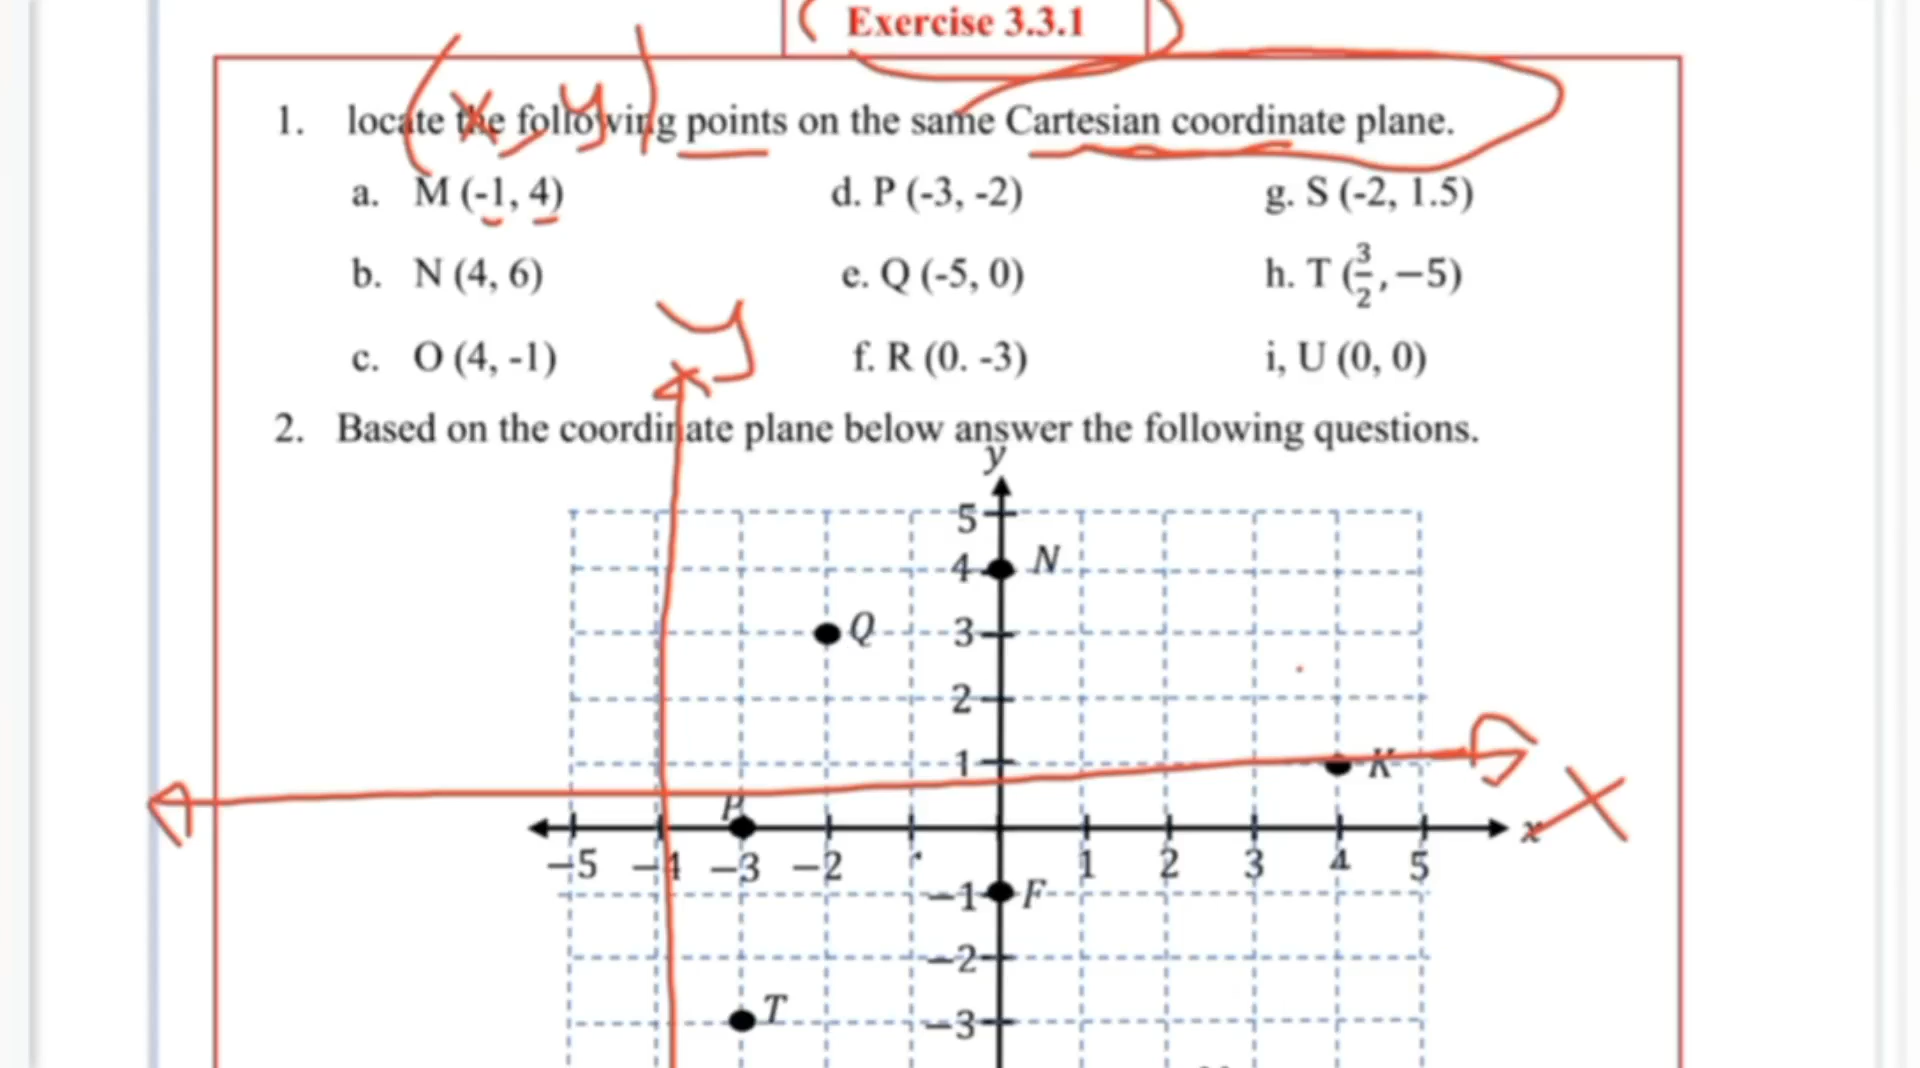 Exercise 3.3.1
(x, y)
1. locate the following points on the same Cartesian coordinate plane.
a. M (-1, 4) d. P (-3, -2) g. S (-2, 1.5)
b. N (4, 6) e. Q (-5, 0) h. T (3/2, −5)
c. O (4, -1) f. R (0. -3) i, U (0, 0)
y
2. Based on the coordinate plane below answer the following questions.
y
5
4 N
Q 3
2
1 K
P
x X
−5 −4 −3 −2 1 2 3 4 5
−1 F
−2
T −3